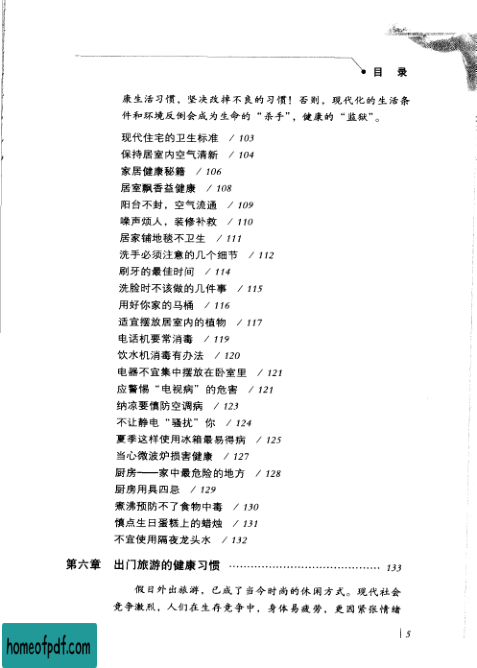 目 录
康生活习惯，坚决改掉不良的习惯！否则，现代化的生活条
件和环境反倒会成为生命的“杀手”，健康的“监狱”。
现代住宅的卫生标准 / 103
保持居室内空气清新 / 104
家居健康秘籍 / 106
居室飘香益健康 / 108
阳台不封，空气流通 / 109
噪声烦人，装修补救 / 110
居家铺地毯不卫生 / 111
洗手必须注意的几个细节 / 112
刷牙的最佳时间 / 114
洗脸时不该做的几件事 / 115
用好你家的马桶 / 116
适宜摆放居室内的植物 / 117
电话机要常消毒 / 119
饮水机消毒有办法 / 120
电器不宜集中摆放在卧室里 / 121
应警惕“电视病”的危害 / 121
纳凉要慎防空调病 / 123
不让静电“骚扰”你 / 124
夏季这样使用冰箱最易得病 / 125
当心微波炉损害健康 / 127
厨房——家中最危险的地方 / 128
厨房用具四忌 / 129
煮沸预防不了食物中毒 / 130
慎点生日蛋糕上的蜡烛 / 131
不宜使用隔夜龙头水 / 132
第六章 出门旅游的健康习惯 …………………………………… 133
假日外出旅游，已成了当今时尚的休闲方式。现代社会
竞争激烈，人们在生存竞争中，身体易疲劳，更因紧张情绪
5
homeofpdf.com